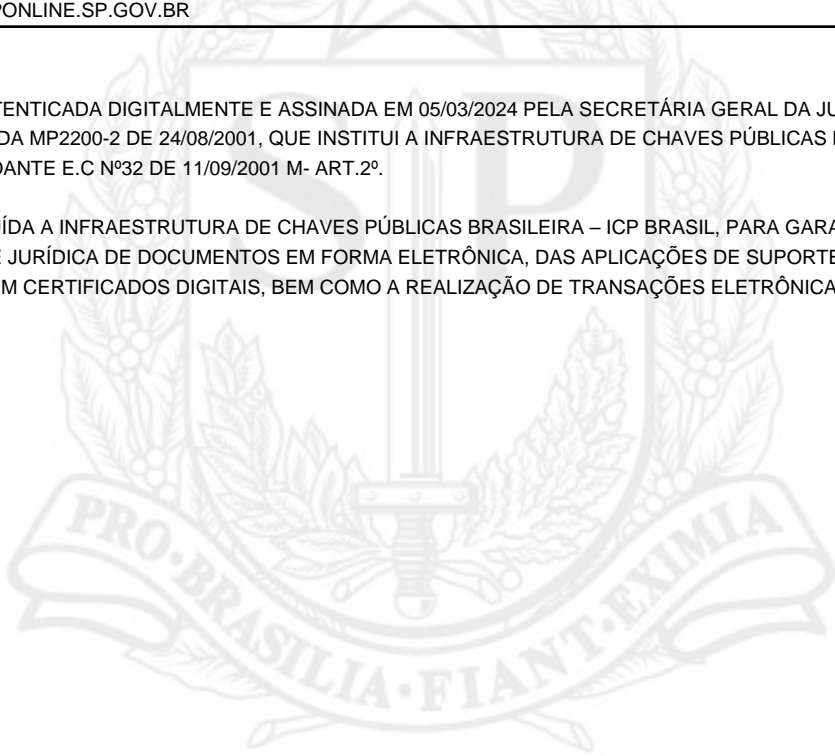 PONLINE.SP.GOV.BR
TENTICADA DIGITALMENTE E ASSINADA EM 05/03/2024 PELA SECRETÁRIA GERAL DA JU
DA MP2200-2 DE 24/08/2001, QUE INSTITUI A INFRAESTRUTURA DE CHAVES PÚBLICAS
DANTE E.C Nº32 DE 11/09/2001 M- ART.2º.
ÍDA A INFRAESTRUTURA DE CHAVES PÚBLICAS BRASILEIRA – ICP BRASIL, PARA GARA
E JURÍDICA DE DOCUMENTOS EM FORMA ELETRÔNICA, DAS APLICAÇÕES DE SUPORTE
M CERTIFICADOS DIGITAIS, BEM COMO A REALIZAÇÃO DE TRANSAÇÕES ELETRÔNICA
SP
PRO·BRASILIA·FIANT·EXIMIA